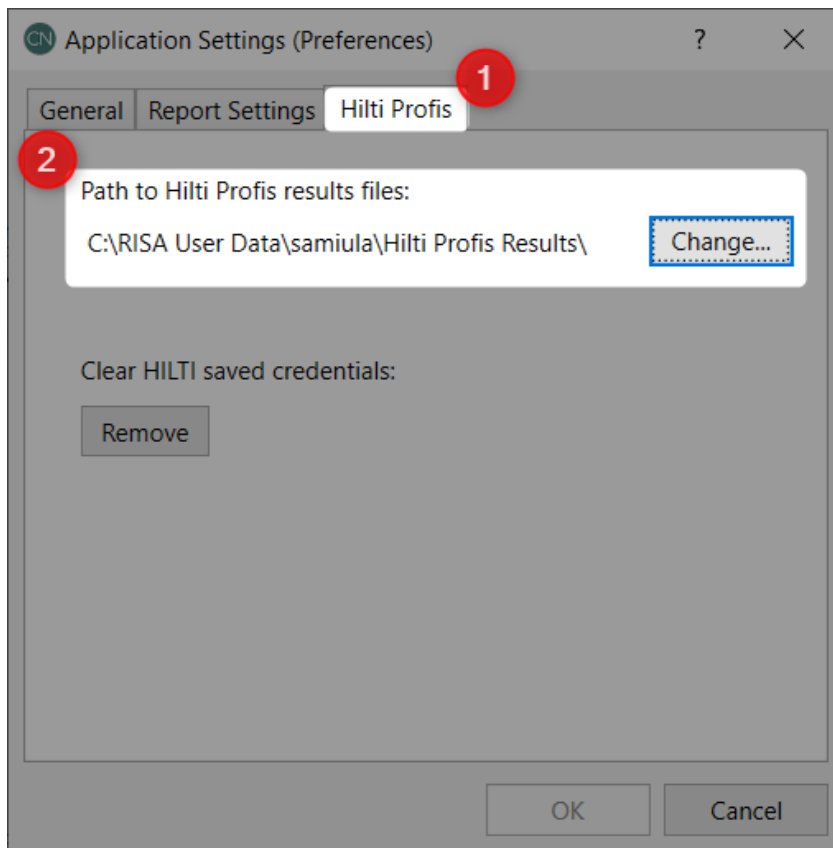 CN Application Settings (Preferences) ?
General Report Settings Hilti Profis 1
2
Path to Hilti Profis results files:
C:\RISA User Data\samiula\Hilti Profis Results\ Change...
Clear HILTI saved credentials:
Remove
OK Cancel